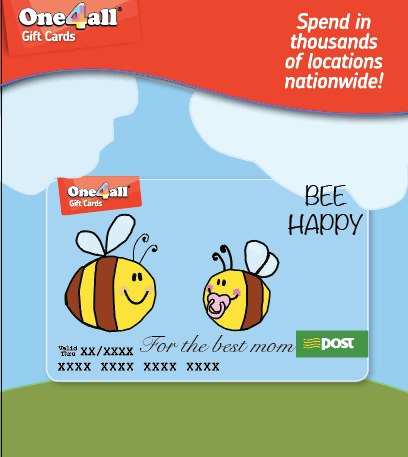 One4all
Gift Cards
Spend in
thousands
of locations
nationwide!
One4all
Gift Cards
BEE
HAPPY
For the best mom
post
Valid
Thru XX/XXXX
XXXX XXXX XXXX XXXX